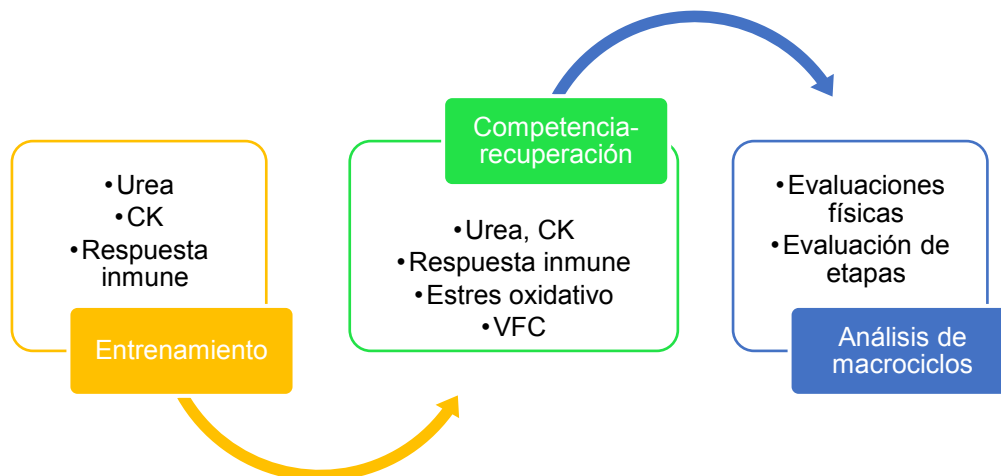 •Urea
•CK
•Respuesta
inmune
Entrenamiento
Competencia-
recuperación
•Urea, CK
•Respuesta inmune
•Estres oxidativo
•VFC
•Evaluaciones
físicas
•Evaluación de
etapas
Análisis de
macrociclos